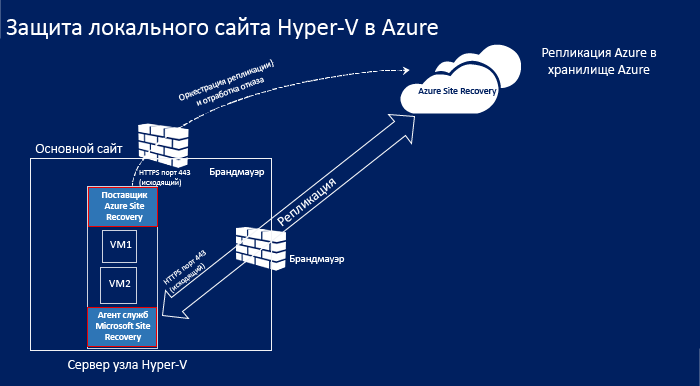 Защита локального сайта Hyper-V в Azure
Репликация Azure в
хранилище Azure
Оркестрация репликации)
и отработка отказа
Azure Site Recovery
Основной сайт
HTTPS порт 443
(исходящий)
Брандмауэр
Поставщик
Azure Site
Recovery
Репликация
VM1
HTTPS порт 443
(исходящий)
Брандмауэр
VM2
Агент служб
Microsoft Site
Recovery
Сервер узла Hyper-V